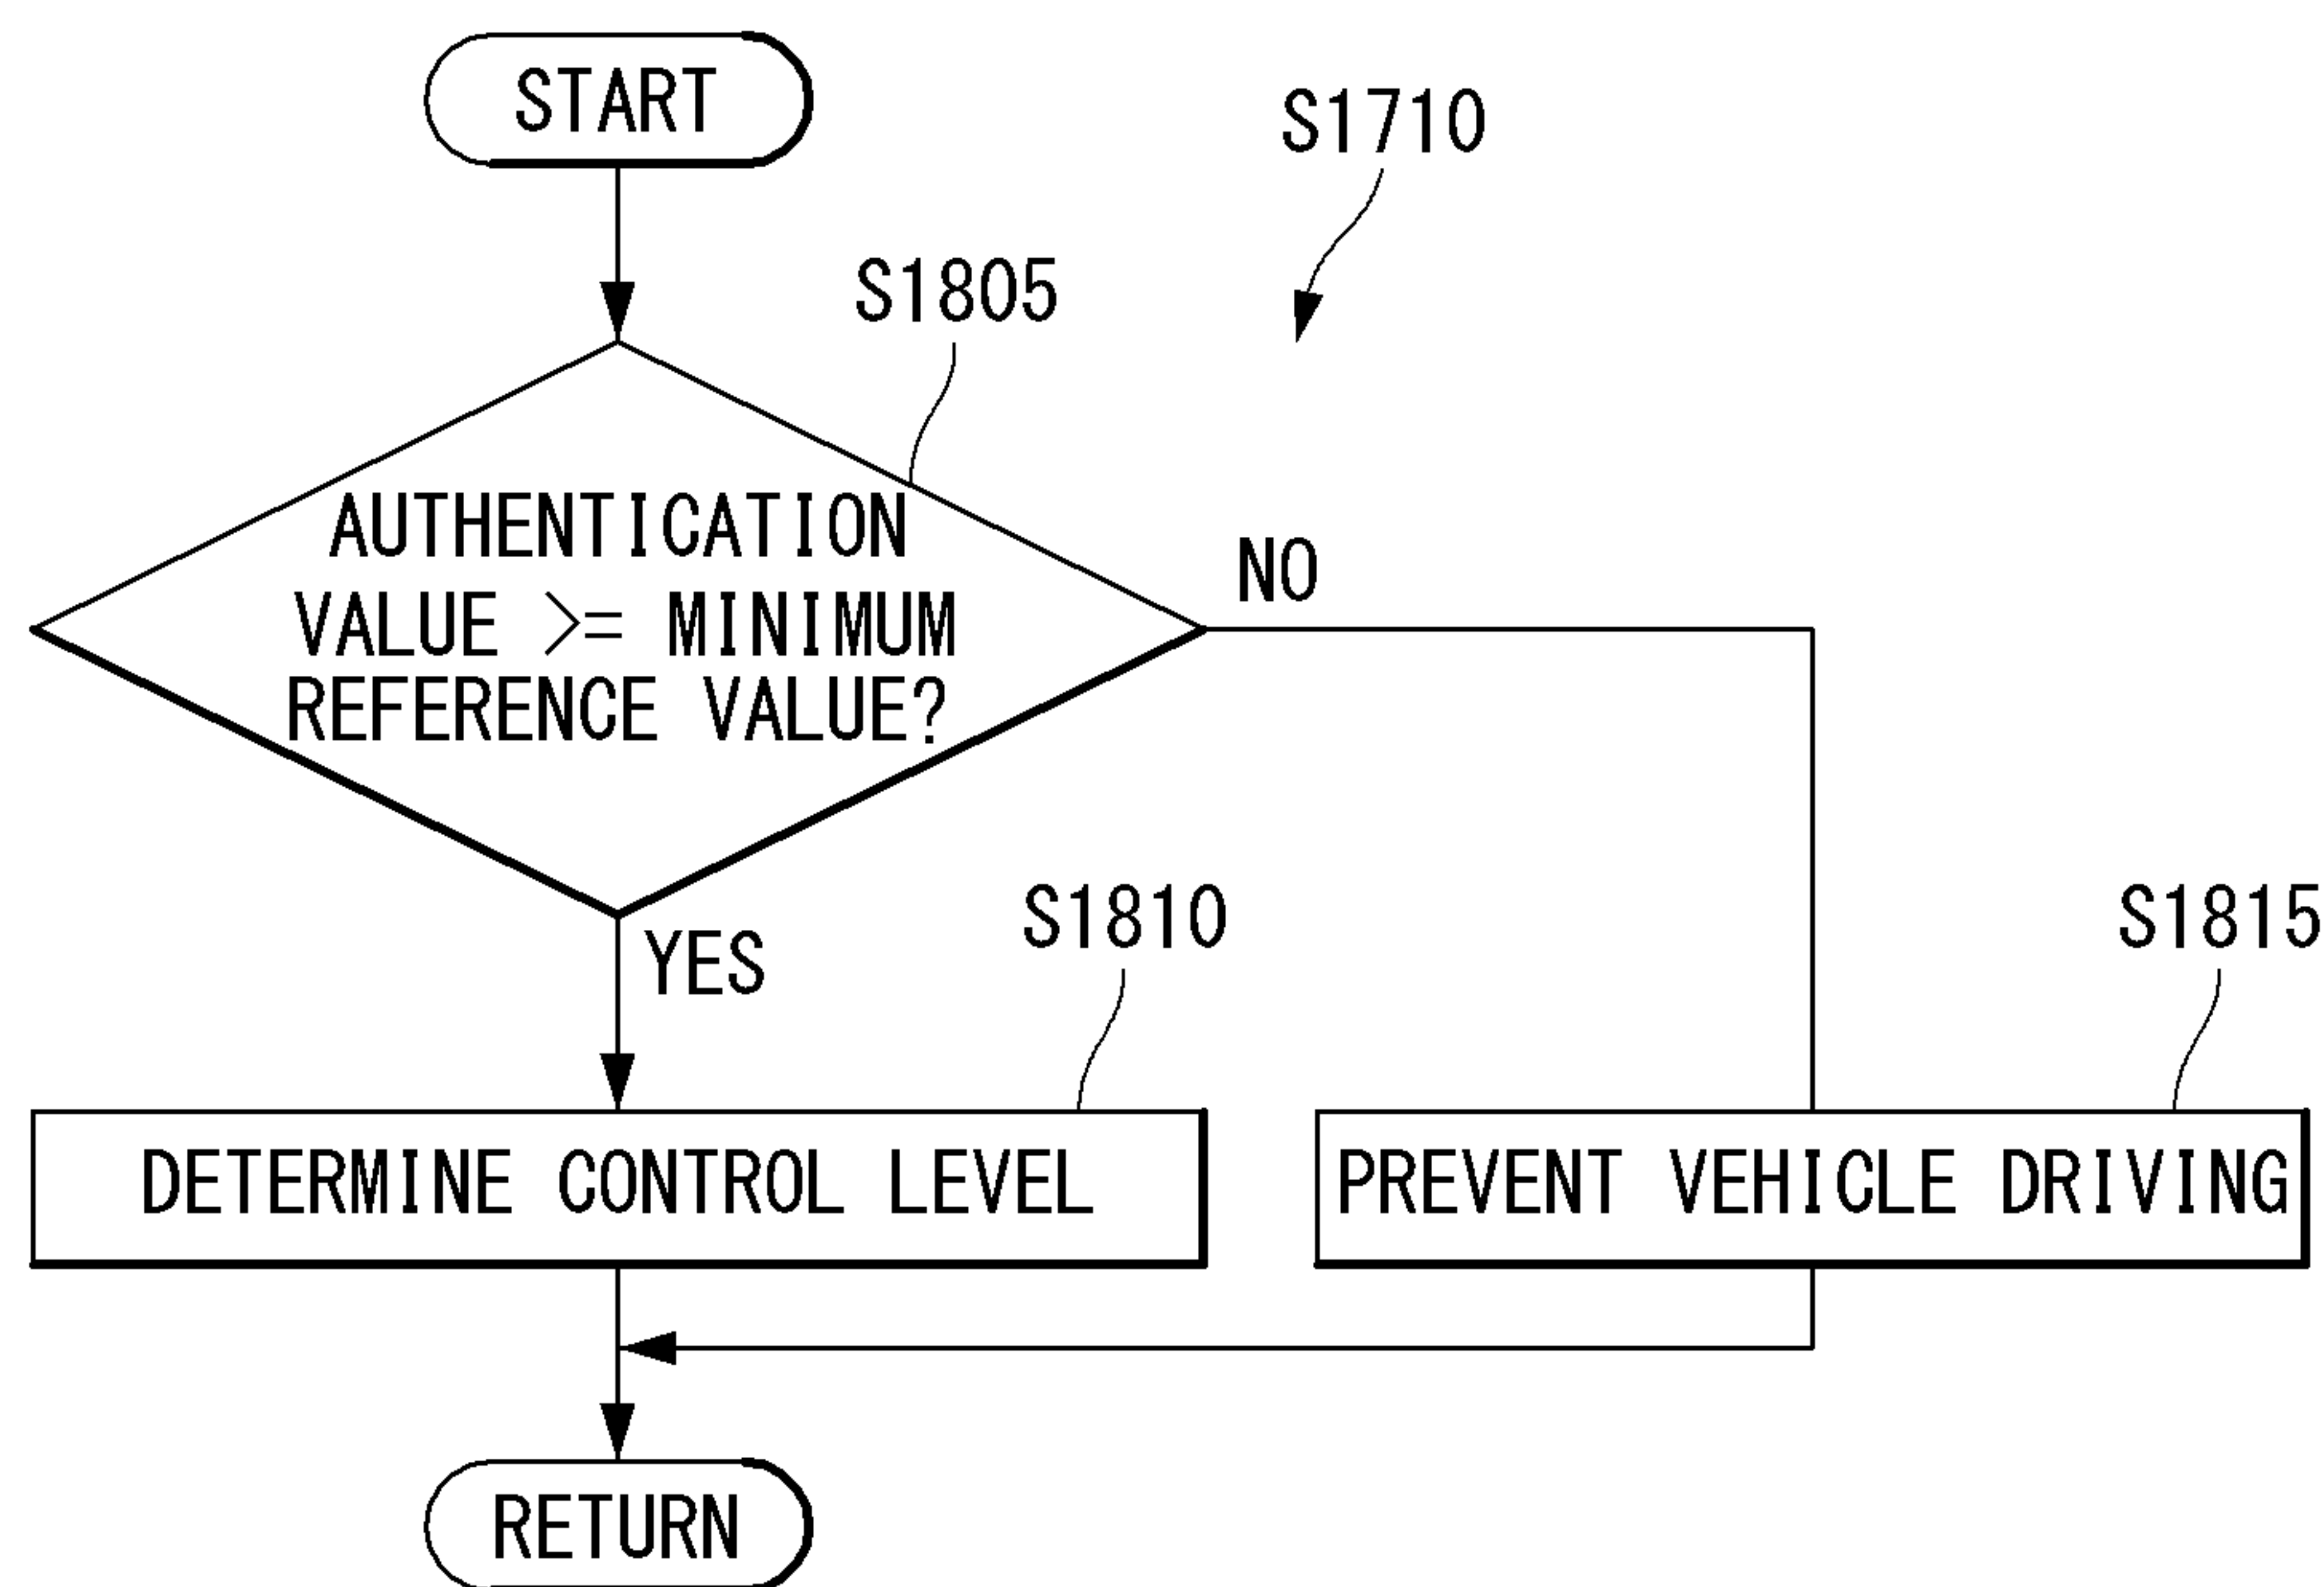 START
S1710
S1805
AUTHENTICATION
VALUE >= MINIMUM
REFERENCE VALUE?
NO
YES
S1810
S1815
DETERMINE CONTROL LEVEL
PREVENT VEHICLE DRIVING
RETURN